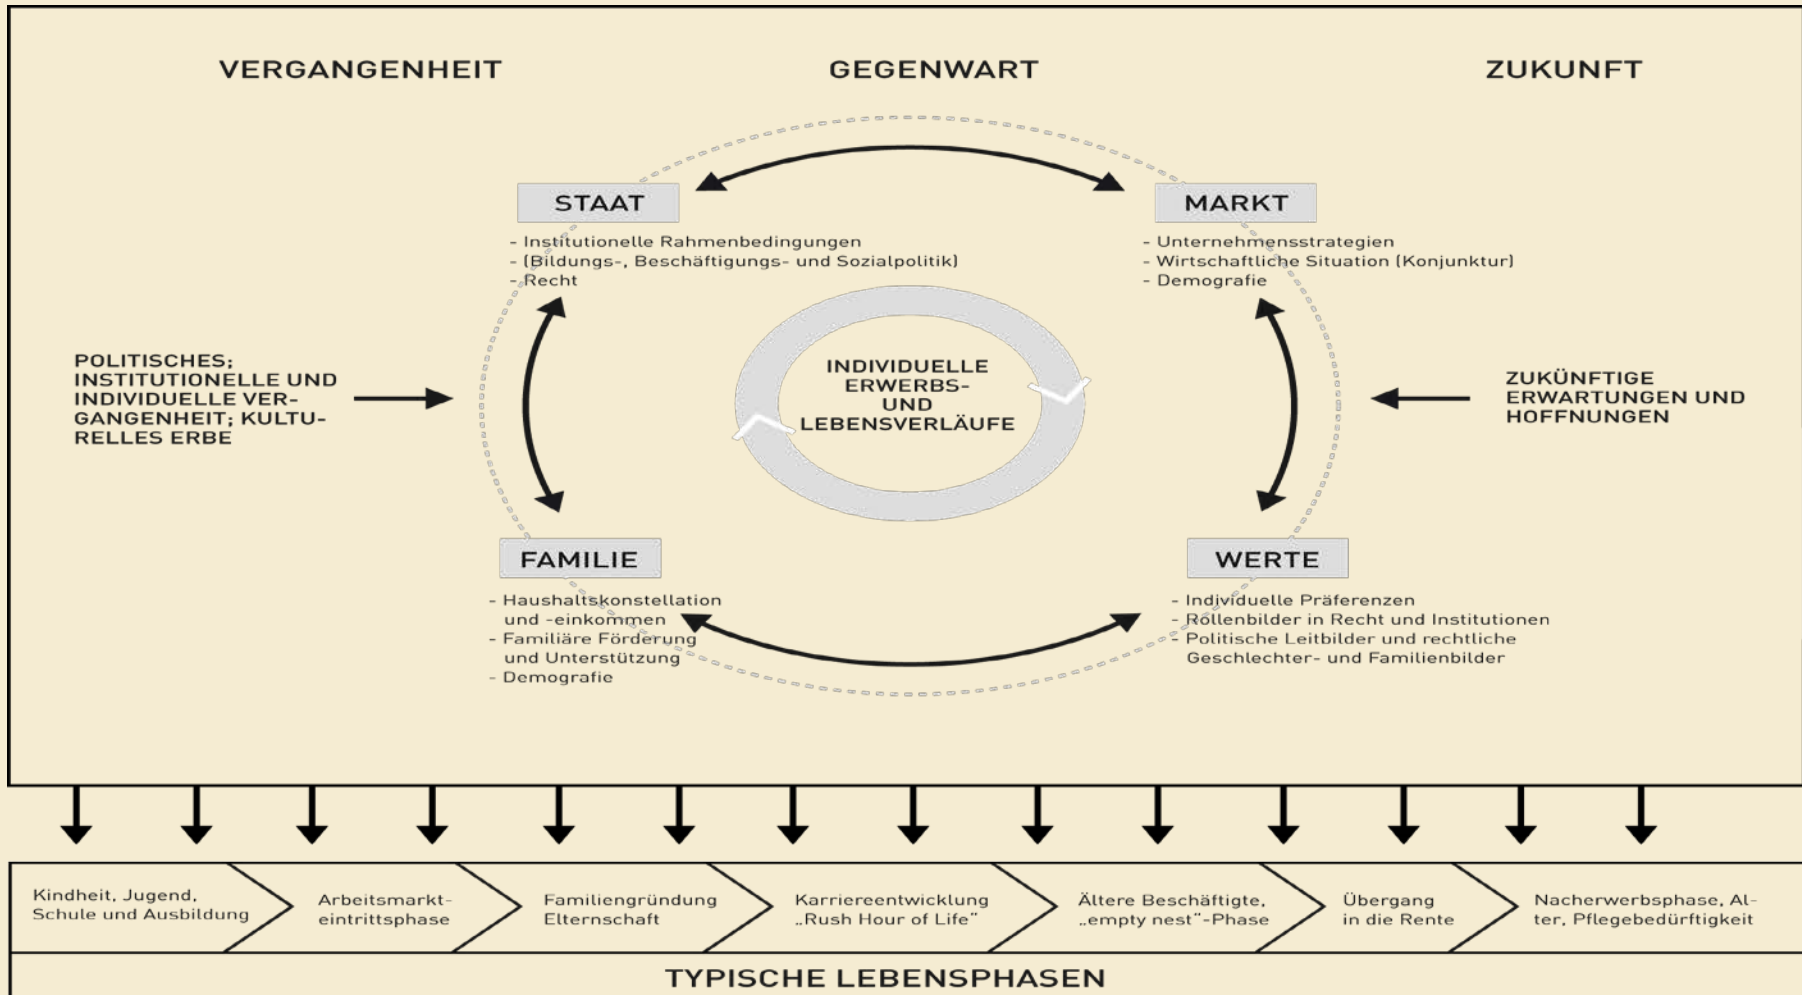 VERGANGENHEIT
GEGENWART
ZUKUNFT
STAAT
- Institutionelle Rahmenbedingungen
- (Bildungs-, Beschäftigungs- und Sozialpolitik)
- Recht
MARKT
- Unternehmensstrategien
- Wirtschaftliche Situation (Konjunktur)
- Demografie
POLITISCHES;
INSTITUTIONELLE UND
INDIVIDUELLE VER-
GANGENHEIT; KULTU-
RELLES ERBE
INDIVIDUELLE
ERWERBS-
UND
LEBENSVERLÄUFE
ZUKÜNFTIGE
ERWARTUNGEN UND
HOFFNUNGEN
FAMILIE
- Haushaltskonstellation
und -einkommen
- Familiäre Förderung
und Unterstützung
- Demografie
WERTE
- Individuelle Präferenzen
- Rollenbilder in Recht und Institutionen
- Politische Leitbilder und rechtliche
Geschlechter- und Familienbilder
Kindheit, Jugend,
Schule und Ausbildung
Arbeitsmarkt-
eintrittsphase
Familiengründung
Elternschaft
Karriereentwicklung
„Rush Hour of Life“
Ältere Beschäftigte,
„empty nest“-Phase
Übergang
in die Rente
Nacherwerbsphase, Al-
ter, Pflegebedürftigkeit
TYPISCHE LEBENSPHASEN